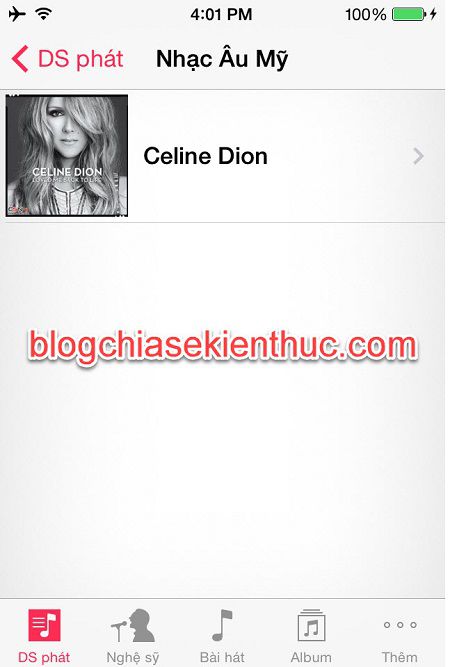 4:01 PM 100%
DS phát Nhạc Âu Mỹ
CELINE DION
LOVED ME BACK TO LIFE
Celine Dion
blogchiasekienthuc.com
DS phát Nghệ sỹ Bài hát Album Thêm